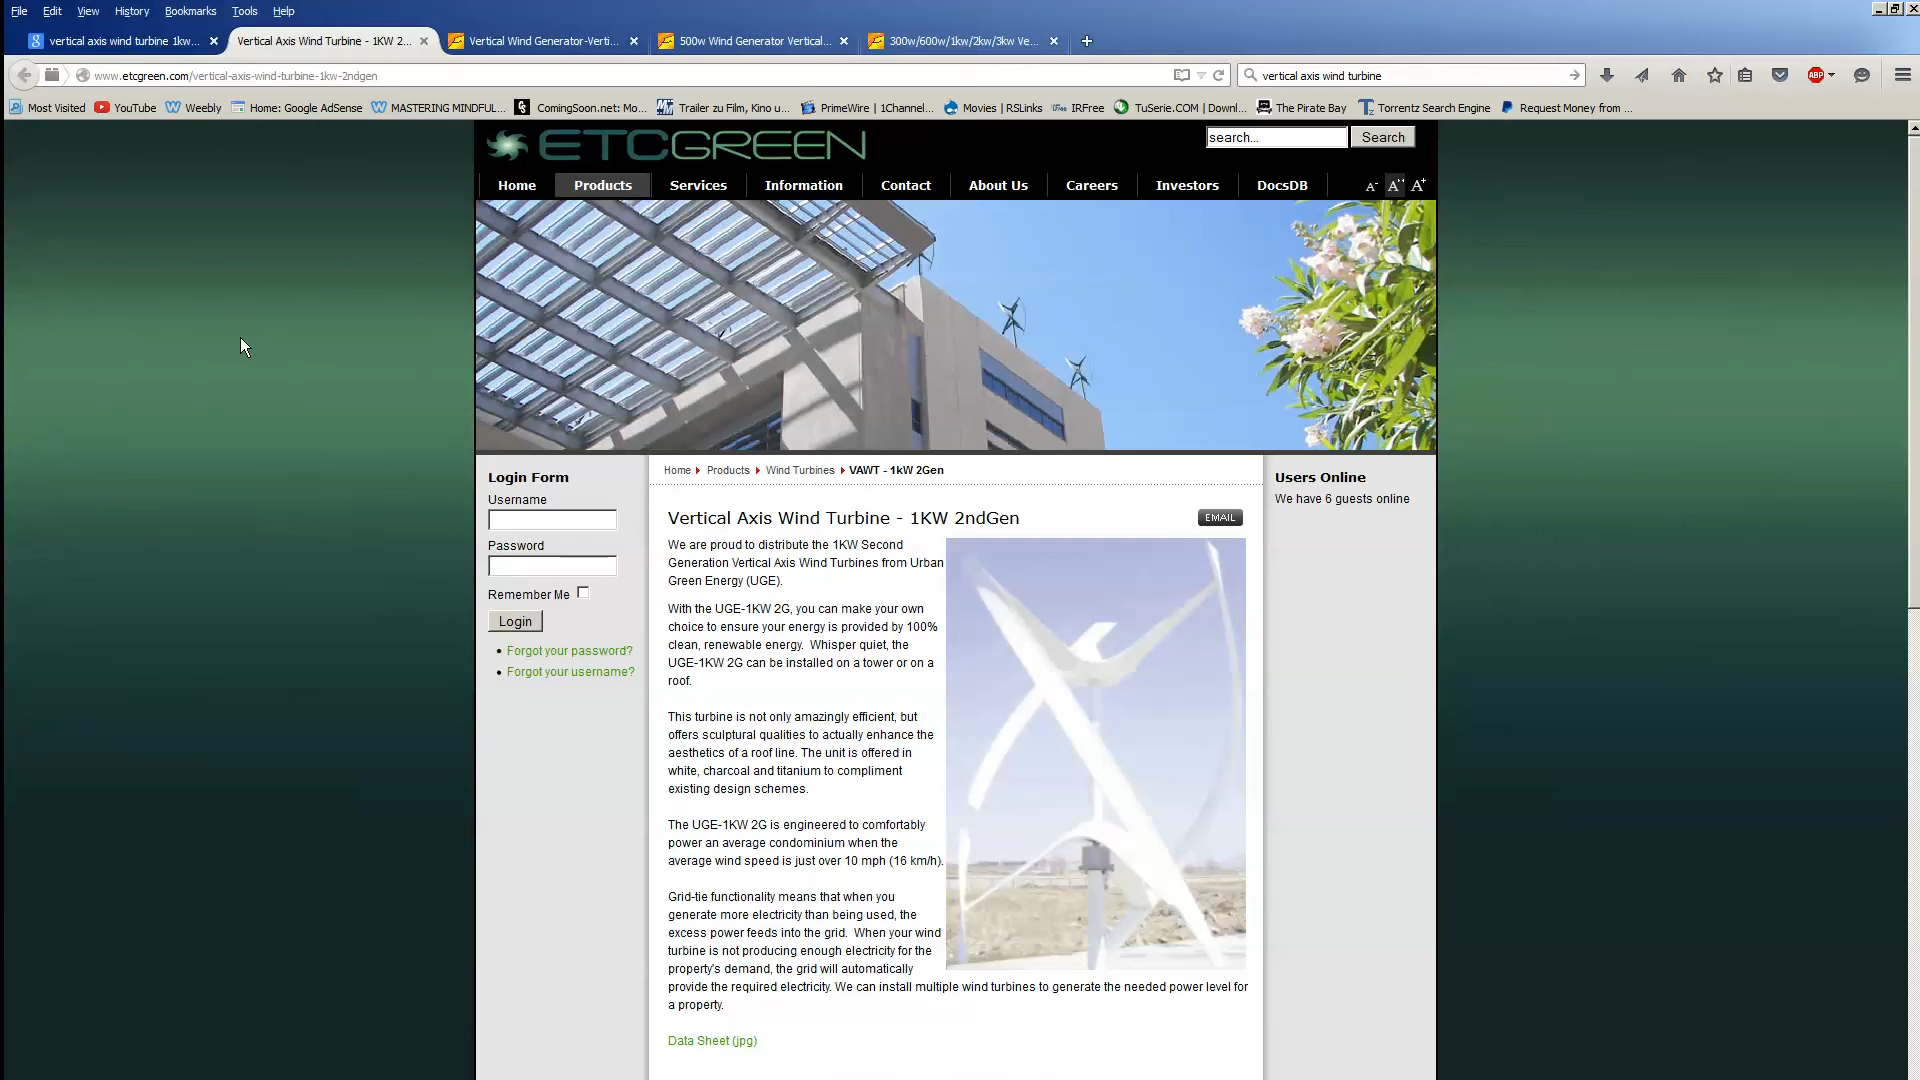 File Edit View History Bookmarks Tools Help
vertical axis wind turbine 1kw... Vertical Axis Wind Turbine - 1KW 2... Vertical Wind Generator-Verti... 500w Wind Generator Vertical... 300w/600w/1kw/2kw/3kw Ve...
www.etcgreen.com/vertical-axis-wind-turbine-1kw-2ndgen vertical axis wind turbine ABP
Most Visited YouTube Weebly Home: Google AdSense MASTERING MINDFUL... ComingSoon.net: Mo... Trailer zu Film, Kino u... PrimeWire | 1Channel... Movies | RSLinks IRFree TuSerie.COM | Downl... The Pirate Bay Torrentz Search Engine Request Money from ...
ETCGREEN search... Search
Home Products Services Information Contact About Us Careers Investors DocsDB A- A A+
Login Form
Username
Password
Remember Me
Login
Forgot your password?
Forgot your username?
Home Products Wind Turbines VAWT - 1kW 2Gen
Vertical Axis Wind Turbine - 1KW 2ndGen EMAIL
We are proud to distribute the 1KW Second
Generation Vertical Axis Wind Turbines from Urban
Green Energy (UGE).
With the UGE-1KW 2G, you can make your own
choice to ensure your energy is provided by 100%
clean, renewable energy. Whisper quiet, the
UGE-1KW 2G can be installed on a tower or on a
roof.
This turbine is not only amazingly efficient, but
offers sculptural qualities to actually enhance the
aesthetics of a roof line. The unit is offered in
white, charcoal and titanium to compliment
existing design schemes.
The UGE-1KW 2G is engineered to comfortably
power an average condominium when the
average wind speed is just over 10 mph (16 km/h).
Grid-tie functionality means that when you
generate more electricity than being used, the
excess power feeds into the grid. When your wind
turbine is not producing enough electricity for the
property's demand, the grid will automatically
provide the required electricity. We can install multiple wind turbines to generate the needed power level for
a property.
Data Sheet (jpg)
Users Online
We have 6 guests online